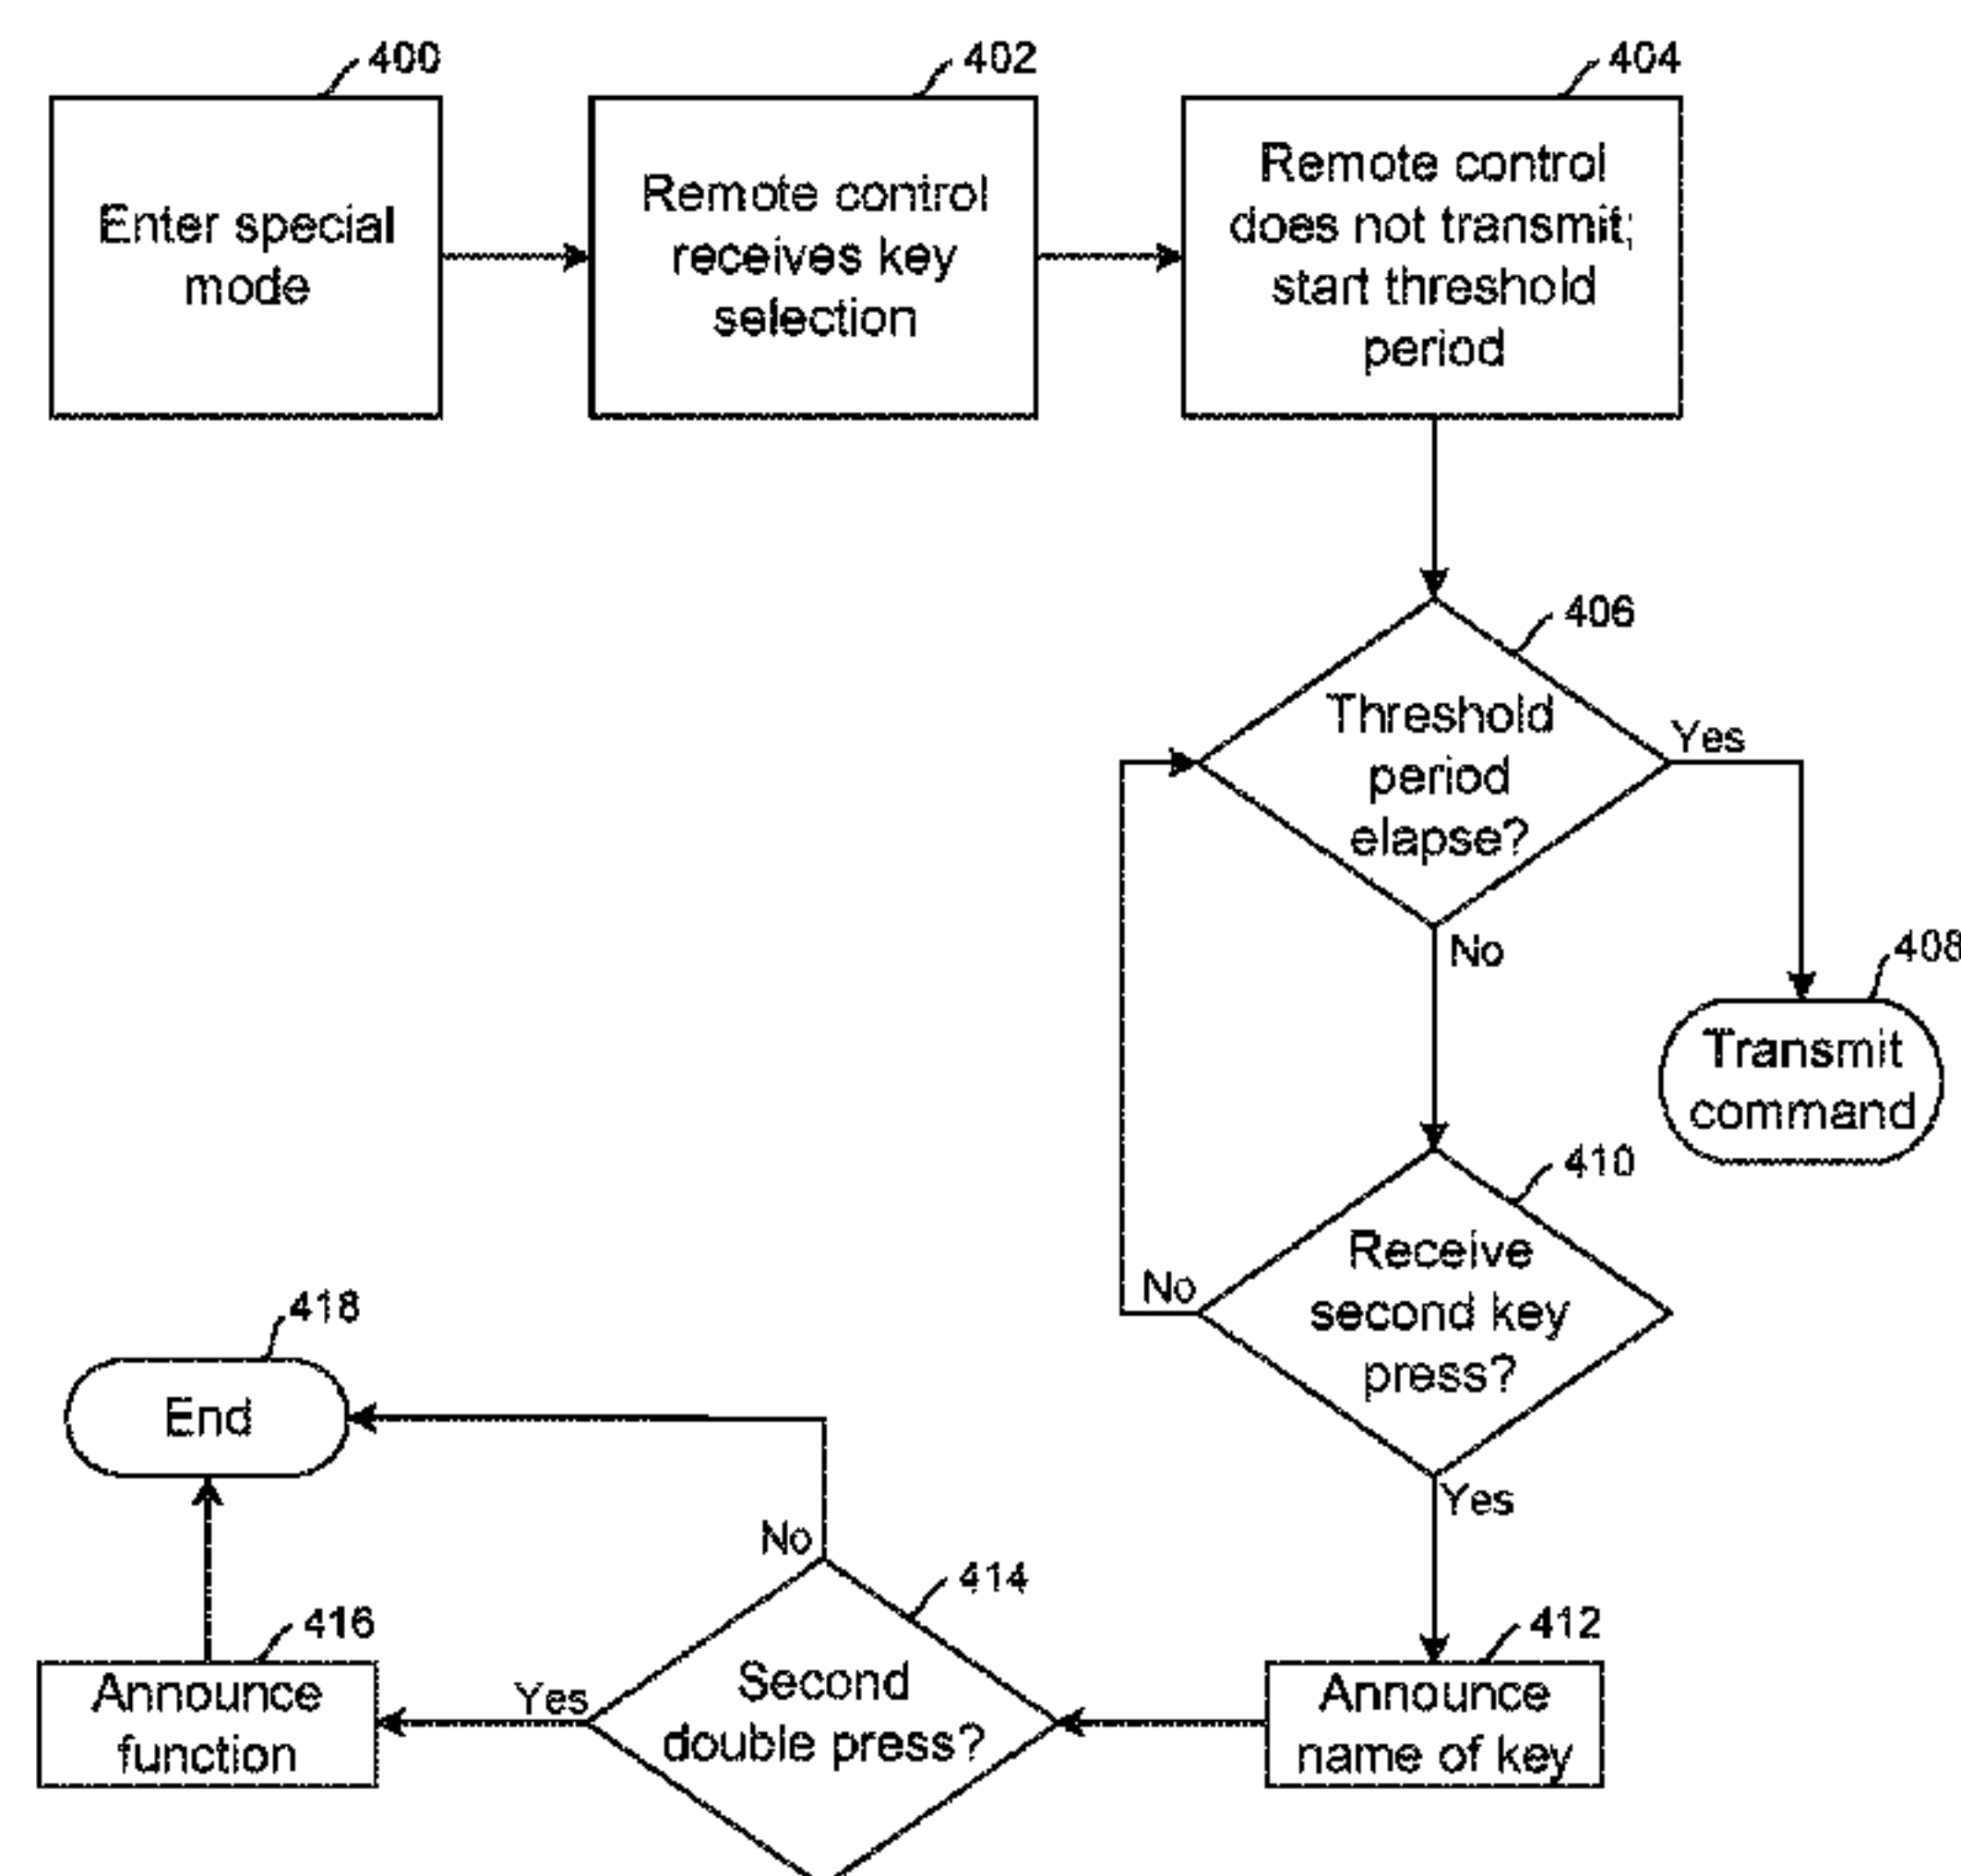 400
Enter special
mode
402
Remote control
receives key
selection
404
Remote control
does not transmit;
start threshold
period
406
Threshold
period
elapse?
Yes
No
408
Transmit
command
410
Receive
second key
press?
No
Yes
412
Announce
name of key
414
Second
double press?
No
Yes
416
Announce
function
418
End